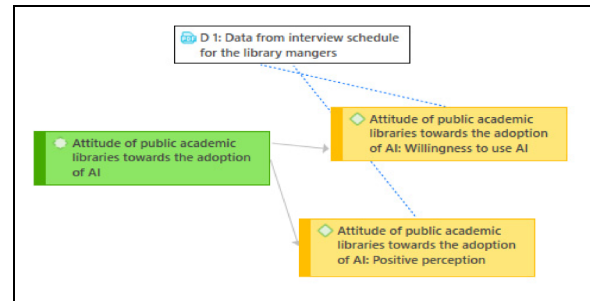 D 1: Data from interview schedule
for the library mangers
Attitude of public academic
libraries towards the adoption
of AI: Willingness to use AI
Attitude of public academic
libraries towards the adoption
of AI
Attitude of public academic
libraries towards the adoption of
AI: Positive perception